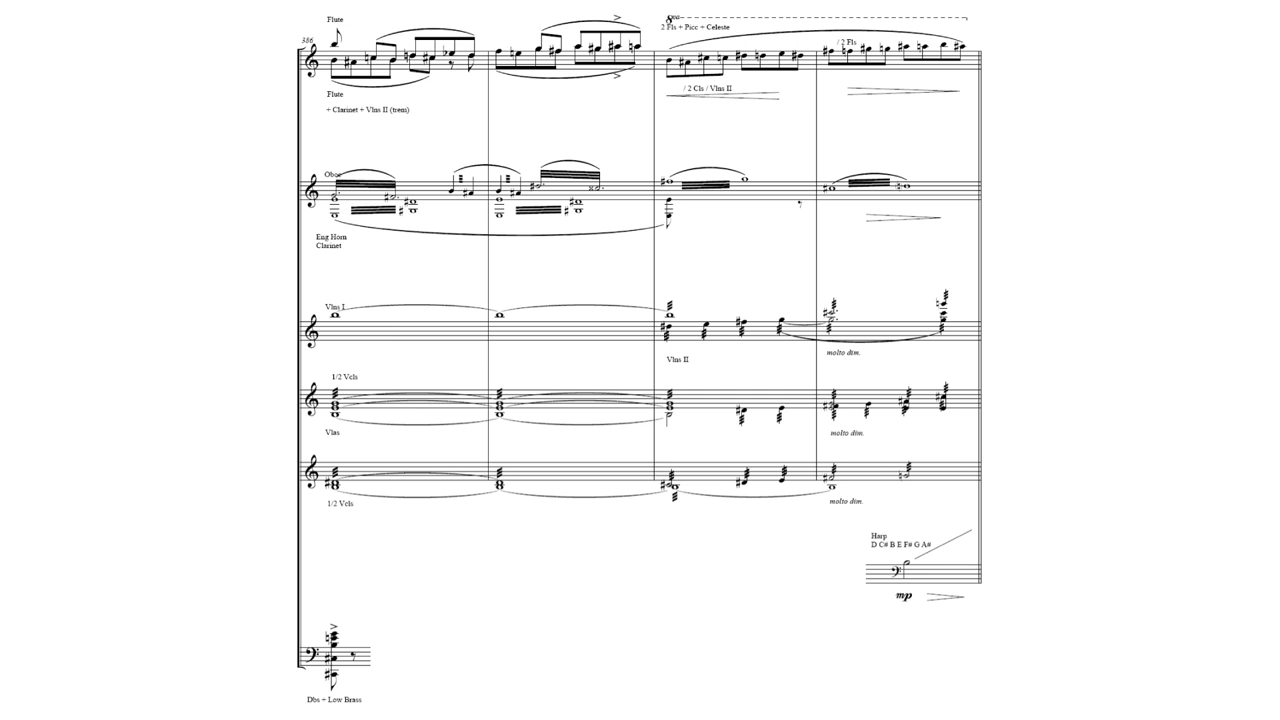 Flute
386
8va
2 Fls + Picc + Celeste
/ 2 Fls
/ 2 Cls / Vlns II
Flute
+ Clarinet + Vlns II (trem)
Oboe
Eng Horn
Clarinet
Vlns I
Vlns II
molto dim.
1/2 Vcls
Vlas
molto dim.
1/2 Vcls
molto dim.
Harp
D C# B E F# G A#
mp
Dbs + Low Brass